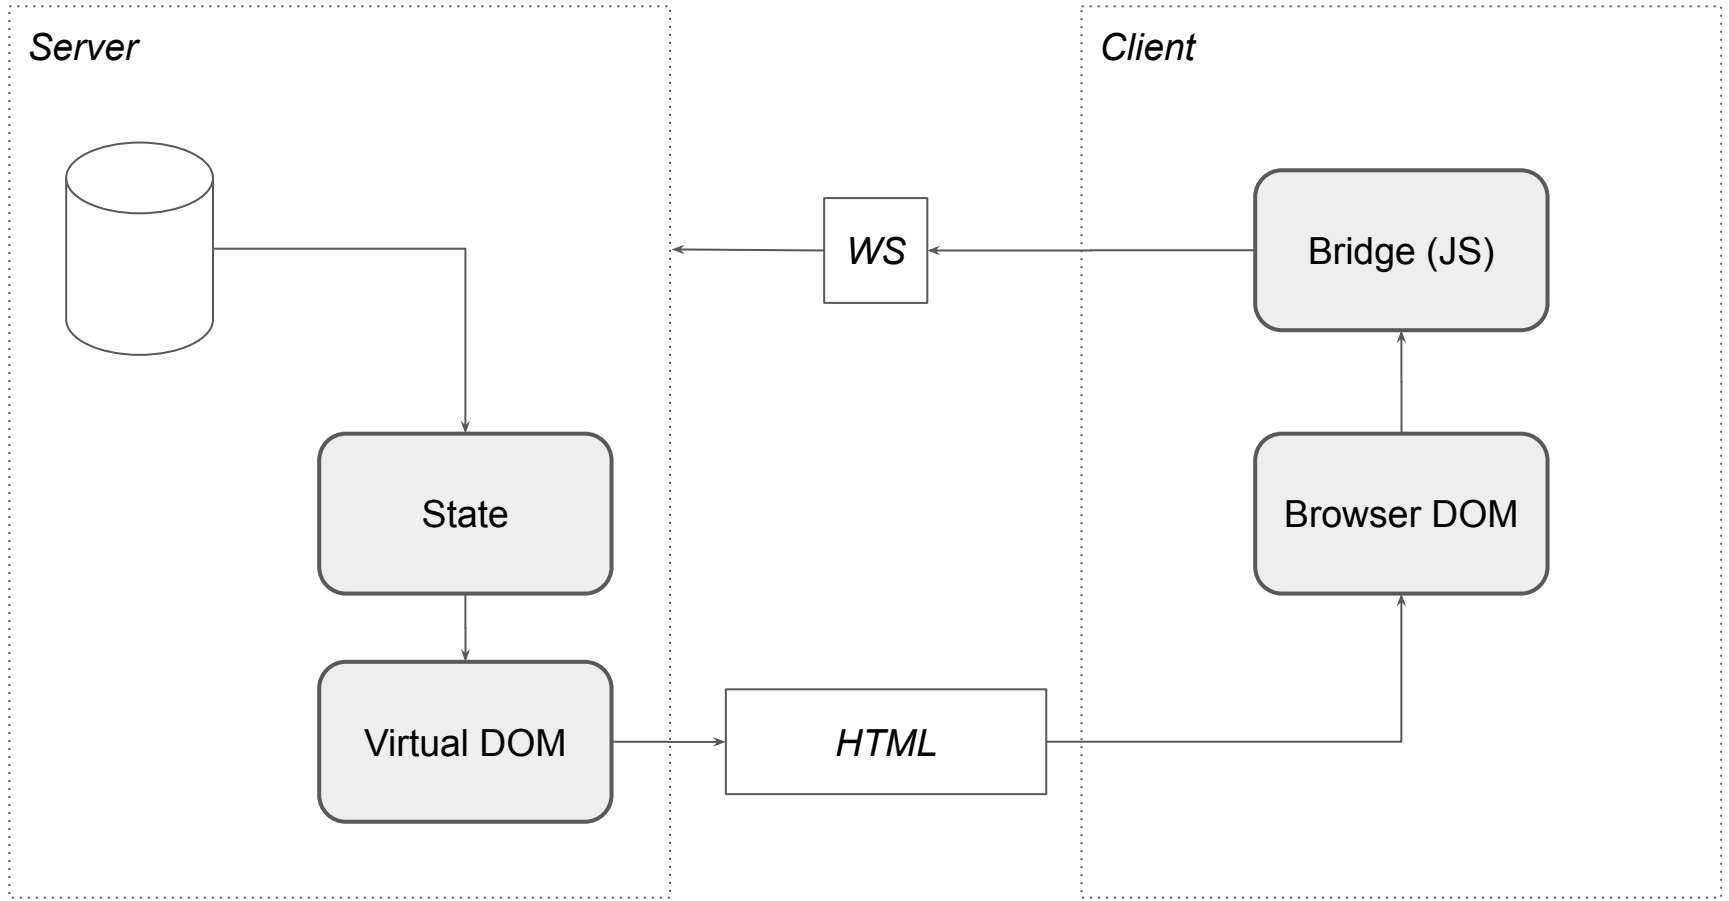 Server
Client
WS
Bridge (JS)
State
Browser DOM
Virtual DOM
HTML